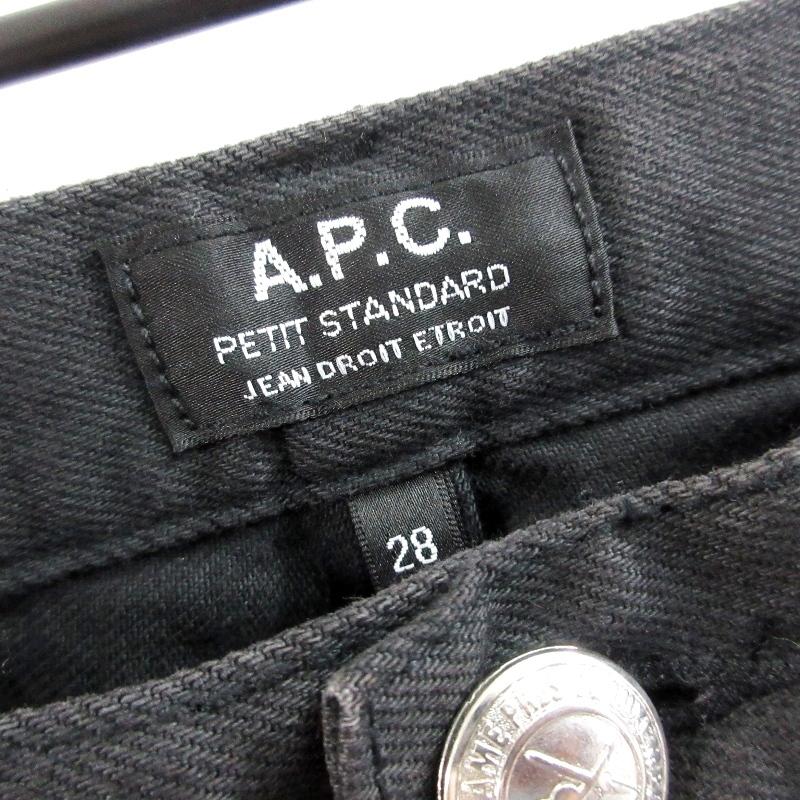 A.P.C.
PETIT STANDARD
JEAN DROIT ETROIT
28